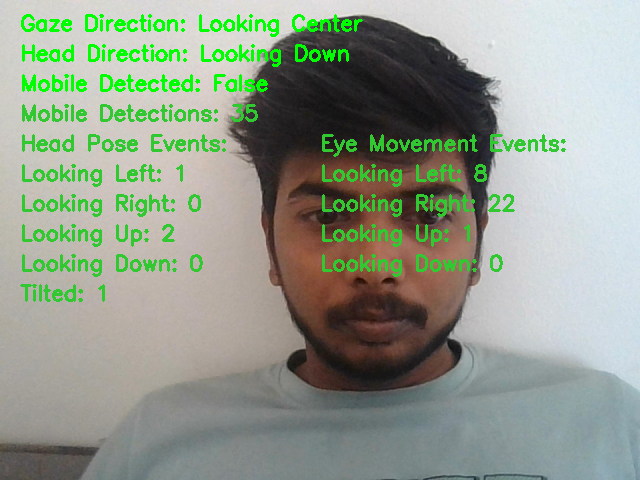 Gaze Direction: Looking Center
Head Direction: Looking Down
Mobile Detected: False
Mobile Detections: 35
Head Pose Events:
Looking Left: 1
Looking Right: 0
Looking Up: 2
Looking Down: 0
Tilted: 1
Eye Movement Events:
Looking Left: 8
Looking Right: 22
Looking Up: 1
Looking Down: 0